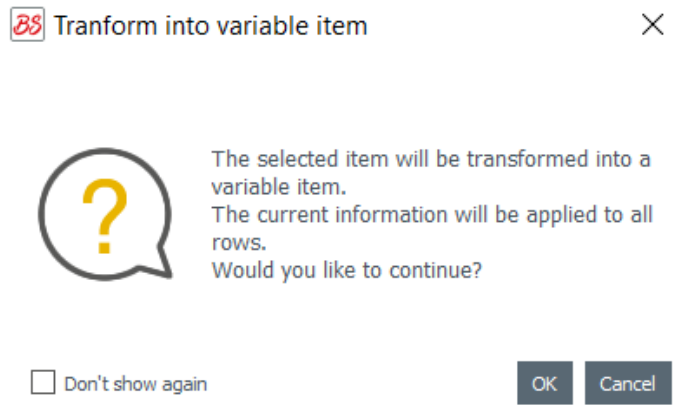 BS Tranform into variable item
The selected item will be transformed into a
variable item.
The current information will be applied to all
rows.
Would you like to continue?
Don't show again
OK Cancel